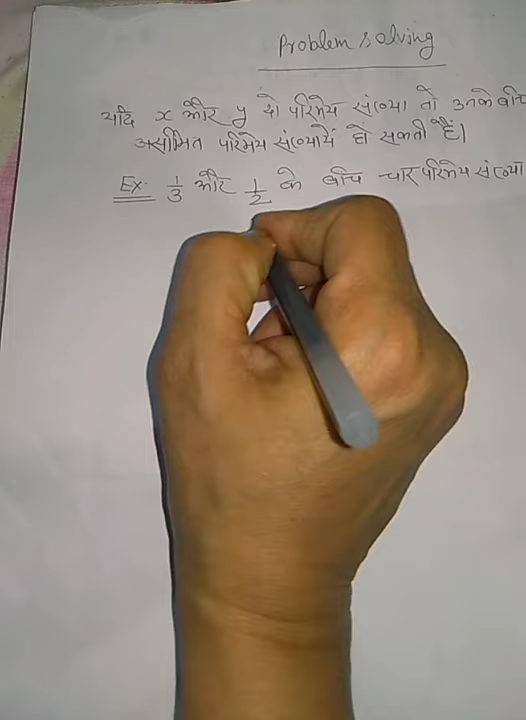 Problem solving
यदि x और y दो परिमेय संख्या तो उनके बीच
असीमित परिमेय संख्यायें हो सकती हैं।
Ex. 1/3 और 1/2 के बीच चार परिमेय संख्या